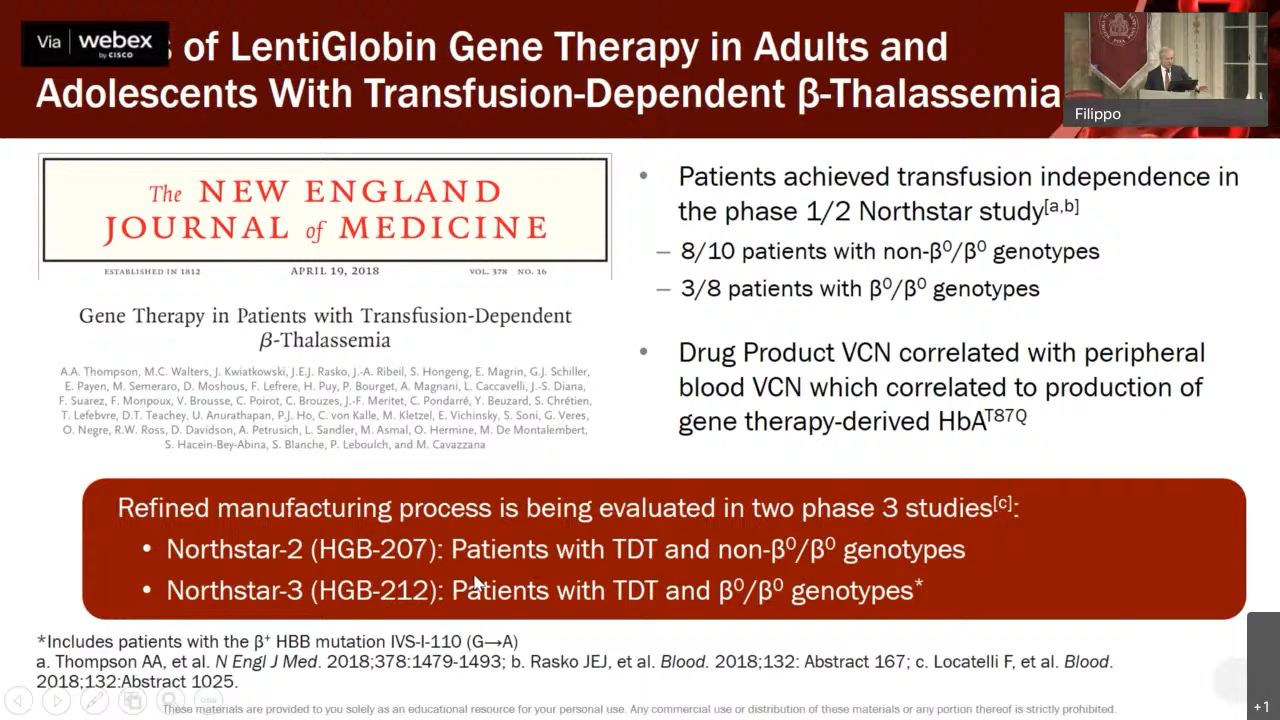 Via | webex
by CISCO
s of LentiGlobin Gene Therapy in Adults and
Adolescents With Transfusion-Dependent β-Thalassemia
Filippo
The NEW ENGLAND
JOURNAL of MEDICINE
ESTABLISHED IN 1812 APRIL 19, 2018 VOL. 378 NO. 16
Gene Therapy in Patients with Transfusion-Dependent
β-Thalassemia
A.A. Thompson, M.C. Walters, J. Kwiatkowski, J.E.J. Rasko, J.-A. Ribeil, S. Hongeng, E. Magrin, G.J. Schiller,
E. Payen, M. Semeraro, D. Moshous, F. Lefrere, H. Puy, P. Bourget, A. Magnani, L. Caccavelli, J.-S. Diana,
F. Suarez, F. Monpoux, V. Brousse, C. Poirot, C. Brouzes, J.-F. Meritet, C. Pondarré, Y. Beuzard, S. Chrétien,
T. Lefebvre, D.T. Teachey, U. Anurathapan, P.J. Ho, C. von Kalle, M. Kletzel, E. Vichinsky, S. Soni, G. Veres,
O. Negre, R.W. Ross, D. Davidson, A. Petrusich, L. Sandler, M. Asmal, O. Hermine, M. De Montalembert,
S. Hacein-Bey-Abina, S. Blanche, P. Leboulch, and M. Cavazzana
• Patients achieved transfusion independence in
the phase 1/2 Northstar study[a,b]
– 8/10 patients with non-β⁰/β⁰ genotypes
– 3/8 patients with β⁰/β⁰ genotypes
• Drug Product VCN correlated with peripheral
blood VCN which correlated to production of
gene therapy-derived HbAT87Q
Refined manufacturing process is being evaluated in two phase 3 studies[c]:
• Northstar-2 (HGB-207): Patients with TDT and non-β⁰/β⁰ genotypes
• Northstar-3 (HGB-212): Patients with TDT and β⁰/β⁰ genotypes*
*Includes patients with the β⁺ HBB mutation IVS-I-110 (G→A)
a. Thompson AA, et al. N Engl J Med. 2018;378:1479-1493; b. Rasko JEJ, et al. Blood. 2018;132: Abstract 167; c. Locatelli F, et al. Blood.
2018;132:Abstract 1025.
These materials are provided to you solely as an educational resource for your personal use. Any commercial use or distribution of these materials or any portion thereof is strictly prohibited.
+1